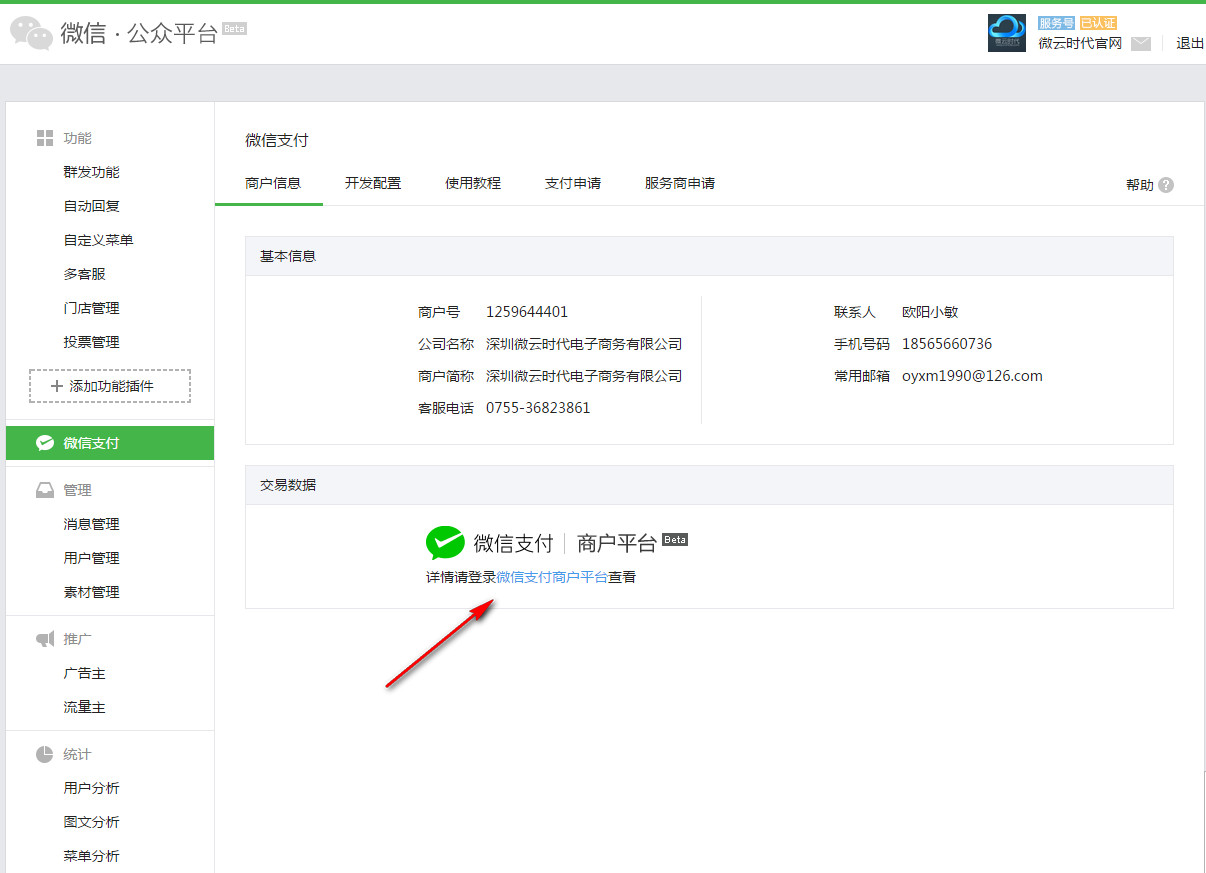 微信 · 公众平台 Beta
服务号 已认证
微云时代官网
退出
功能
群发功能
自动回复
自定义菜单
多客服
门店管理
投票管理
+ 添加功能插件
微信支付
管理
消息管理
用户管理
素材管理
推广
广告主
流量主
统计
用户分析
图文分析
菜单分析
微信支付
商户信息 开发配置 使用教程 支付申请 服务商申请
帮助 ?
基本信息
商户号 1259644401
公司名称 深圳微云时代电子商务有限公司
商户简称 深圳微云时代电子商务有限公司
客服电话 0755-36823861
联系人 欧阳小敏
手机号码 18565660736
常用邮箱 oyxm1990@126.com
交易数据
微信支付 商户平台 Beta
详情请登录微信支付商户平台查看